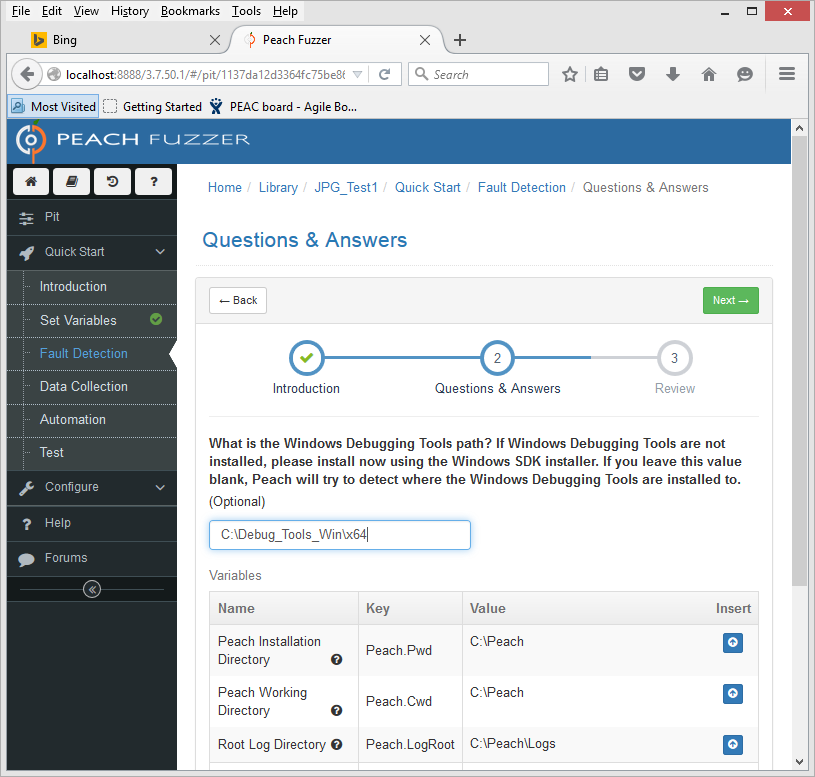 File Edit View History Bookmarks Tools Help
Bing
Peach Fuzzer
localhost:8888/3.7.50.1/#/pit/1137da12d3364fc75be86
Search
Most Visited
Getting Started
PEAC board - Agile Bo...
PEACH FUZZER
?
Home / Library / JPG_Test1 / Quick Start / Fault Detection / Questions & Answers
Pit
Quick Start
Introduction
Set Variables
Fault Detection
Data Collection
Automation
Test
Configure
? Help
Forums
Questions & Answers
← Back
Next →
2
3
Introduction
Questions & Answers
Review
What is the Windows Debugging Tools path? If Windows Debugging Tools are not
installed, please install now using the Windows SDK installer. If you leave this value
blank, Peach will try to detect where the Windows Debugging Tools are installed to.
(Optional)
C:\Debug_Tools_Win\x64
Variables
Name Key Value Insert
Peach Installation
Directory ? Peach.Pwd C:\Peach
Peach Working
Directory ? Peach.Cwd C:\Peach
Root Log Directory ? Peach.LogRoot C:\Peach\Logs